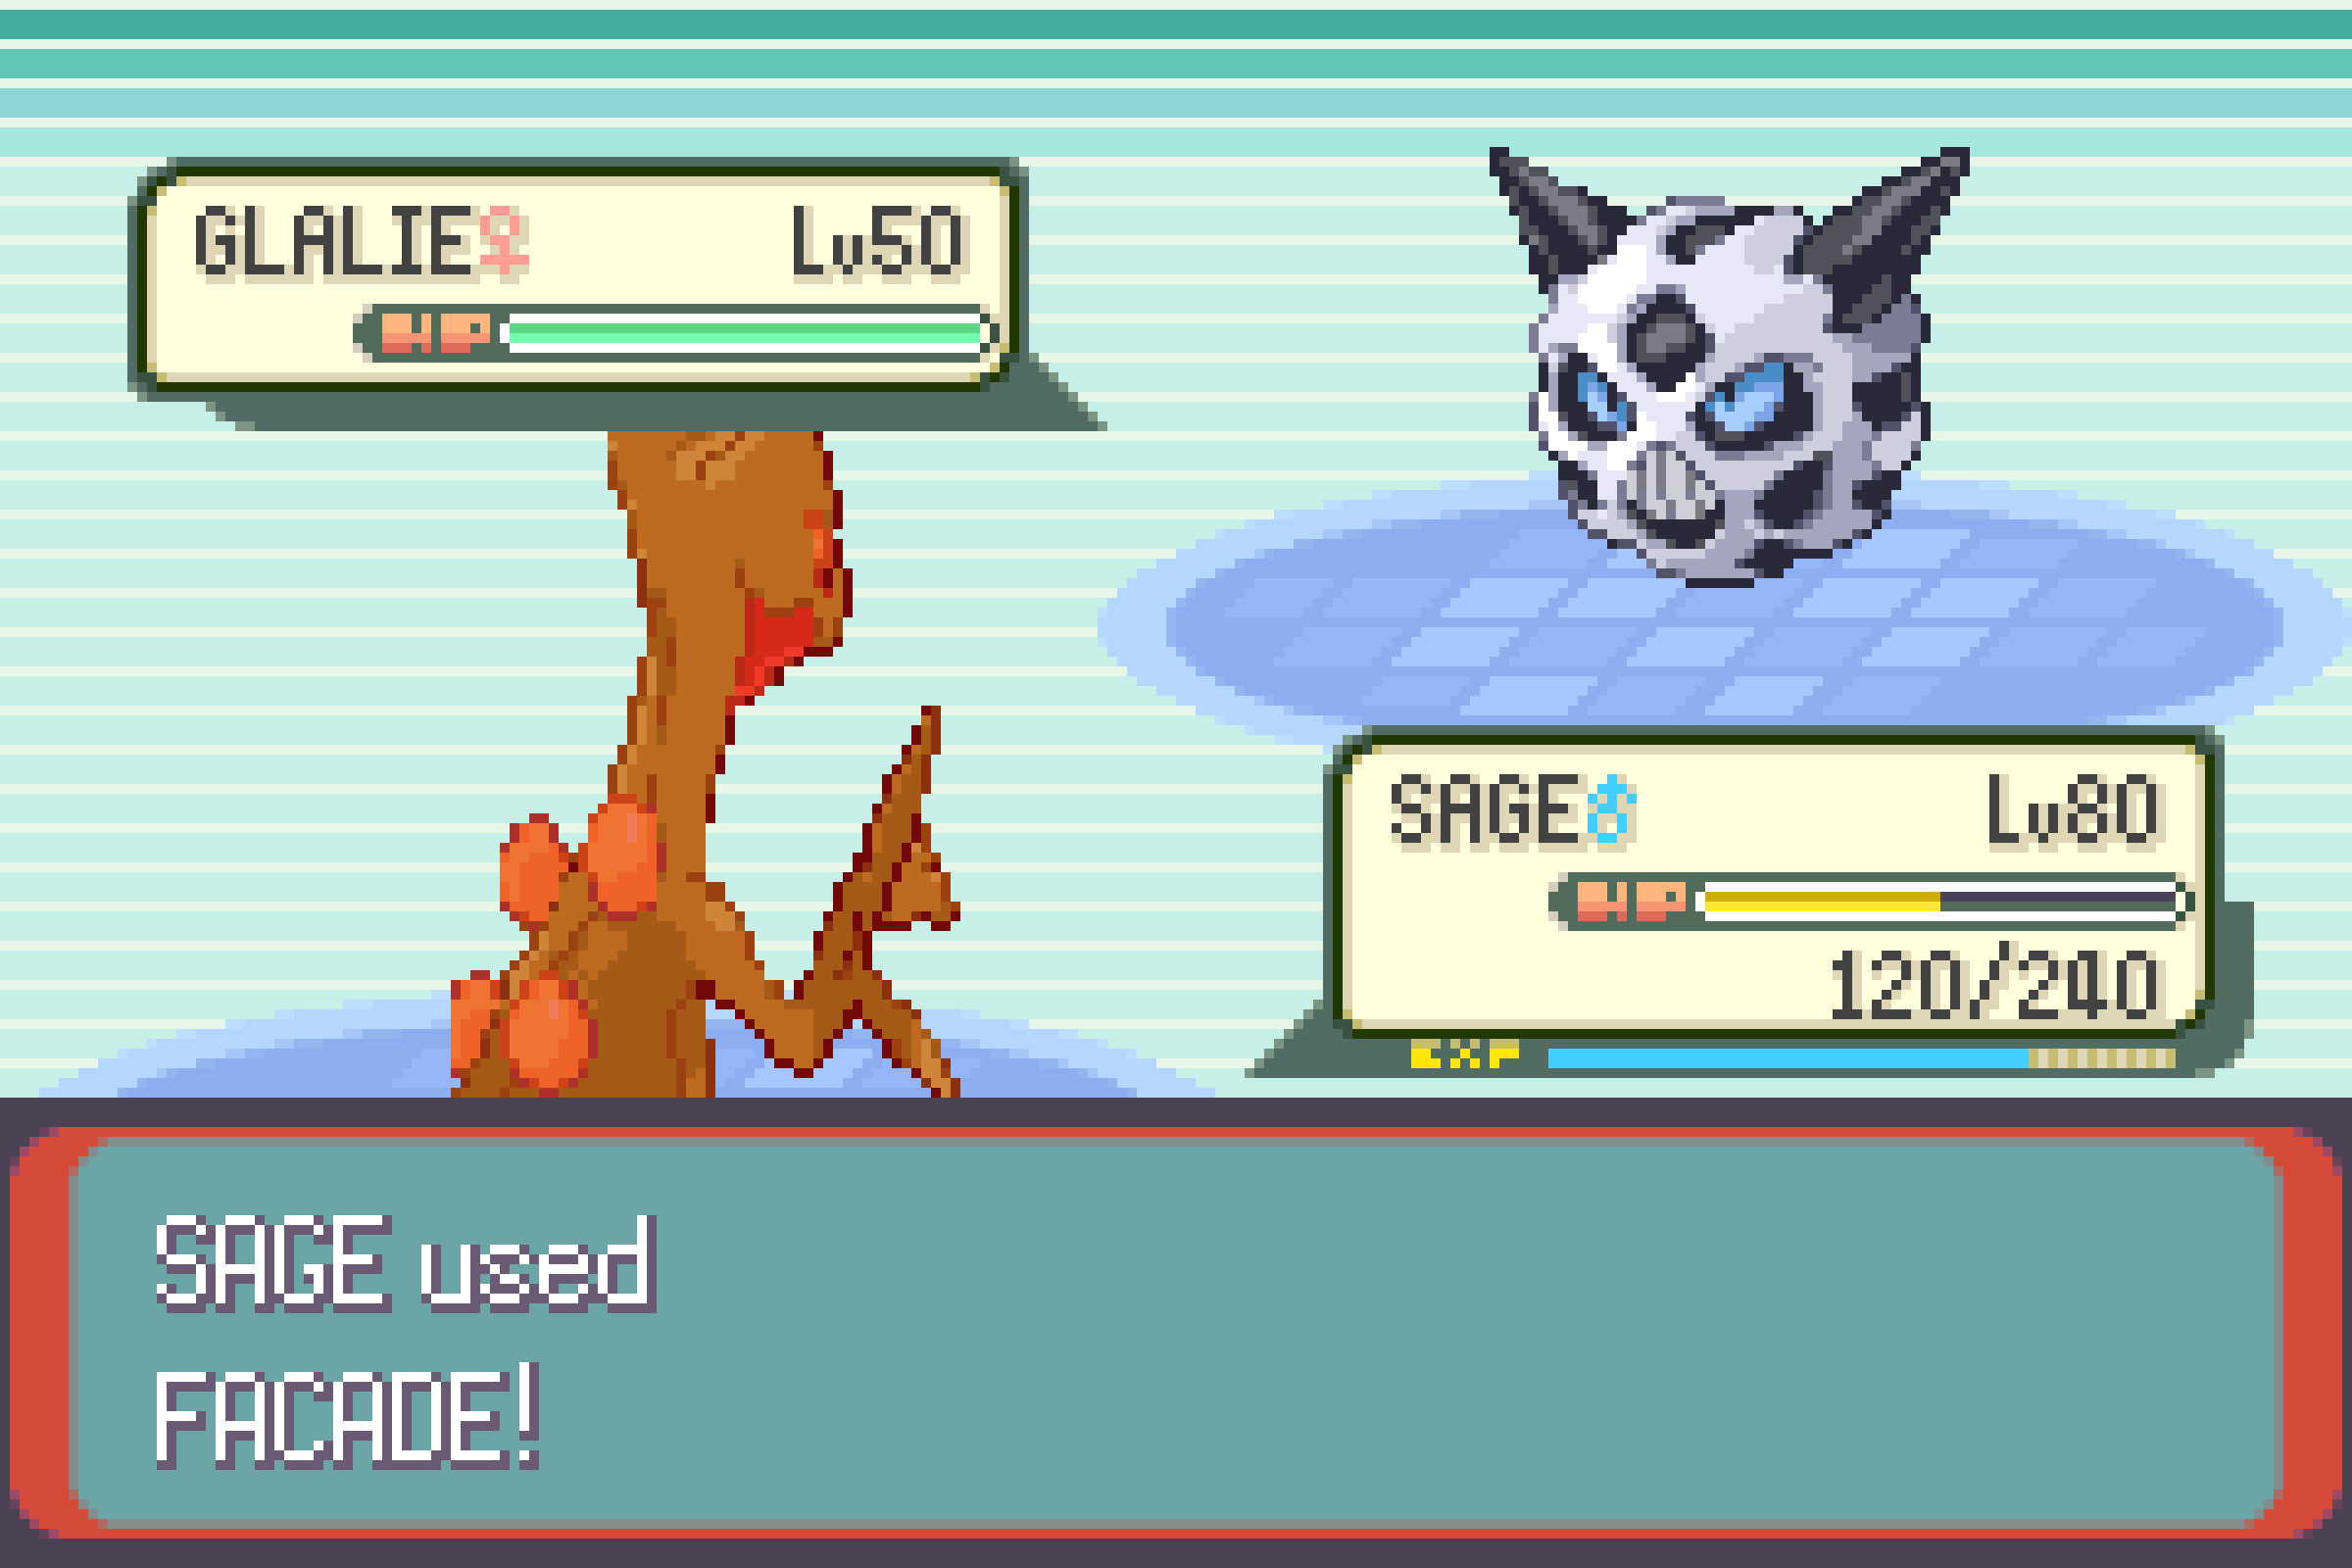 GLALIE♀ Lv50
HP
SAGE♂ Lv80
HP
120/240
EXP
SAGE used
FACADE!